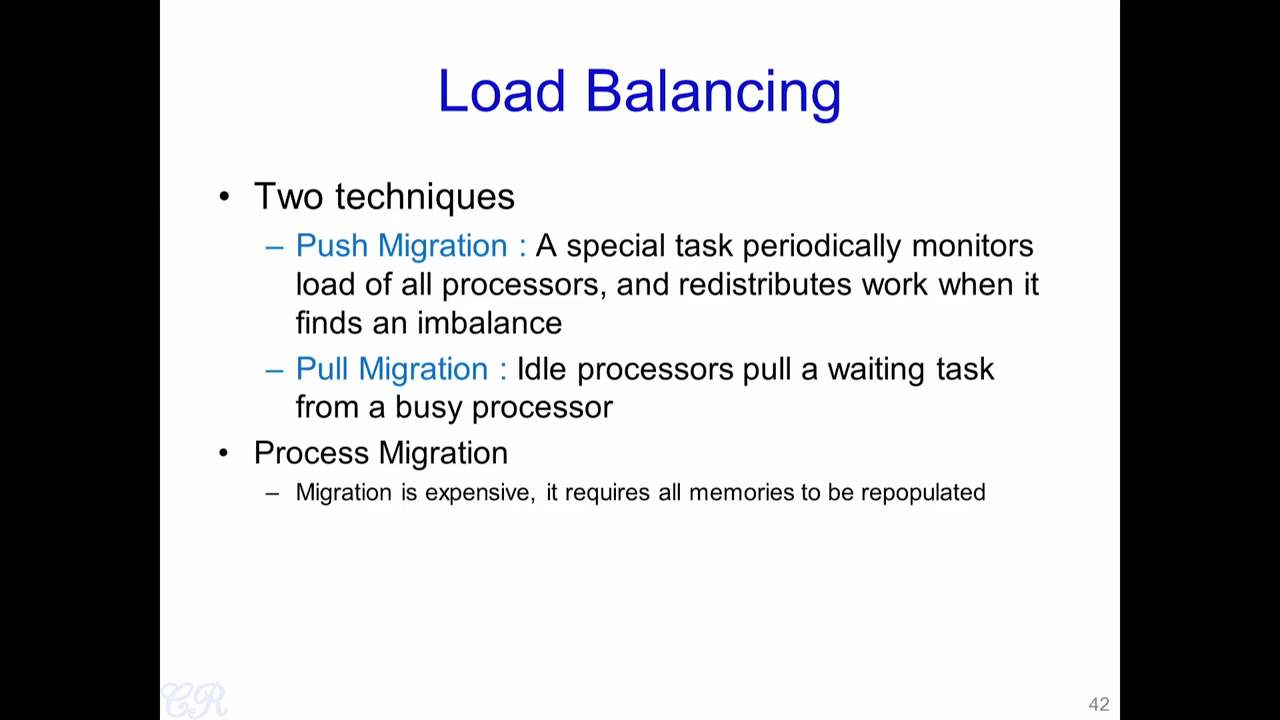 Load Balancing
• Two techniques
– Push Migration : A special task periodically monitors
load of all processors, and redistributes work when it
finds an imbalance
– Pull Migration : Idle processors pull a waiting task
from a busy processor
• Process Migration
– Migration is expensive, it requires all memories to be repopulated
CR
42